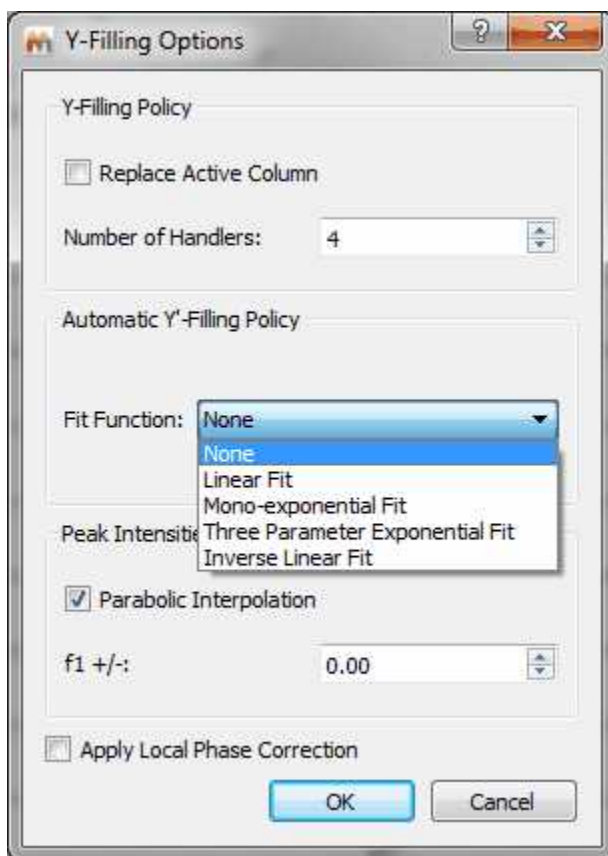 Y-Filling Options
Y-Filling Policy
Replace Active Column
Number of Handlers: 4
Automatic Y'-Filling Policy
Fit Function: None
None
Linear Fit
Mono-exponential Fit
Three Parameter Exponential Fit
Inverse Linear Fit
Peak
Parabolic Interpolation
f1 +/-: 0.00
Apply Local Phase Correction
OK Cancel